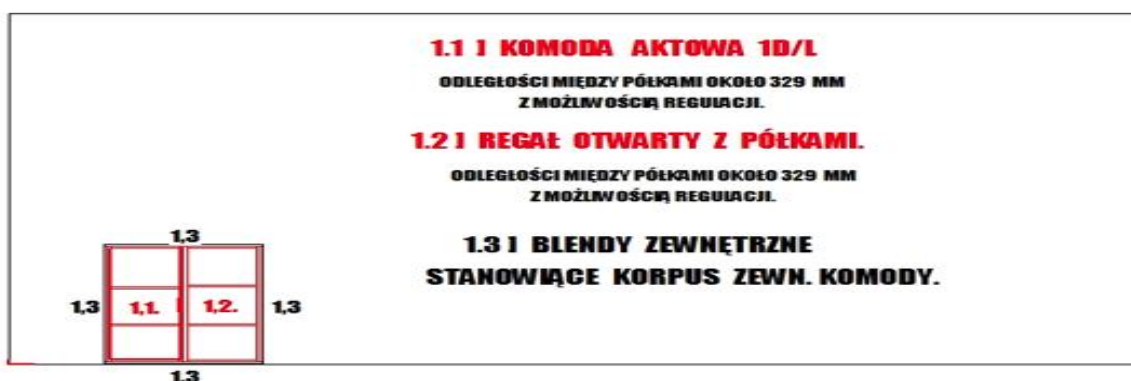 1.1 ] KOMODA AKTOWA 1D/L
ODLEGŁOŚCI MIĘDZY PÓŁKAMI OKOŁO 329 MM
Z MOŻLIWOŚCIĄ REGULACJI.
1.2 ] REGAŁ OTWARTY Z PÓŁKAMI.
ODLEGŁOŚCI MIĘDZY PÓŁKAMI OKOŁO 329 MM
Z MOŻLIWOŚCIĄ REGULACJI.
1.3 ] BLENDY ZEWNĘTRZNE
STANOWIĄCE KORPUS ZEWN. KOMODY.
1,3
1,3 1,1. 1,2. 1,3
1,3